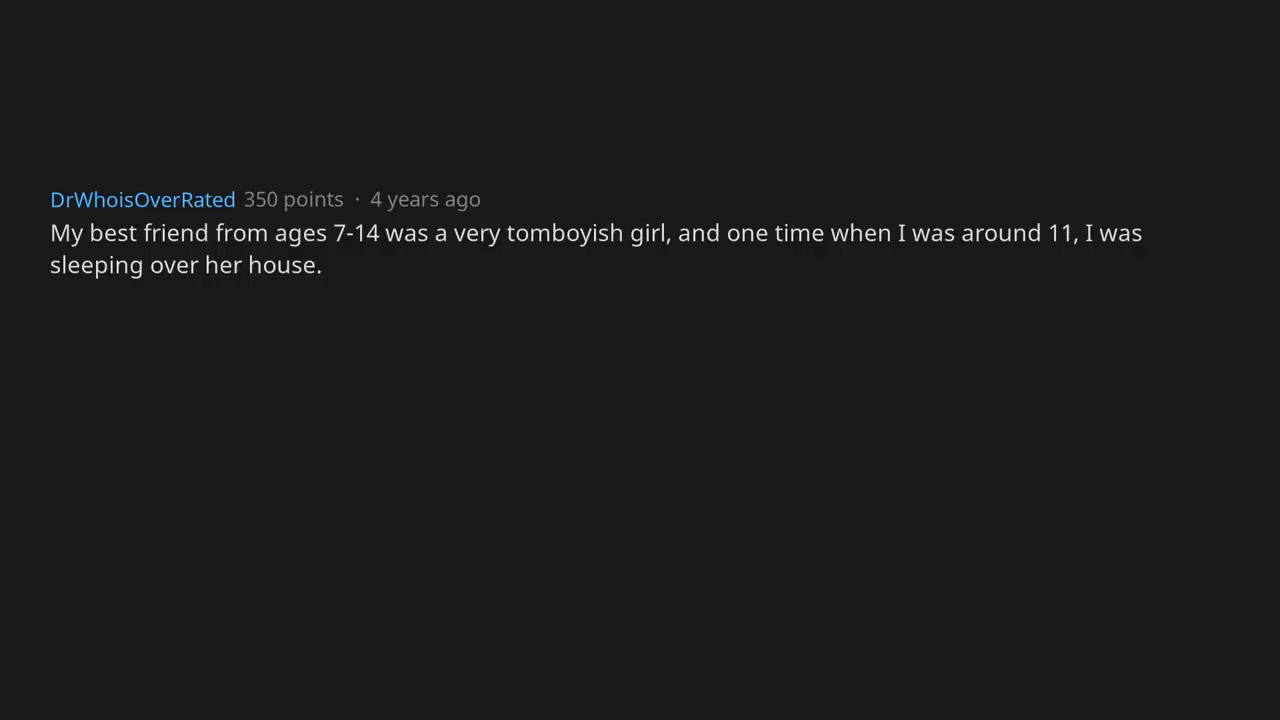 DrWhoisOverRated 350 points · 4 years ago
My best friend from ages 7-14 was a very tomboyish girl, and one time when I was around 11, I was
sleeping over her house.